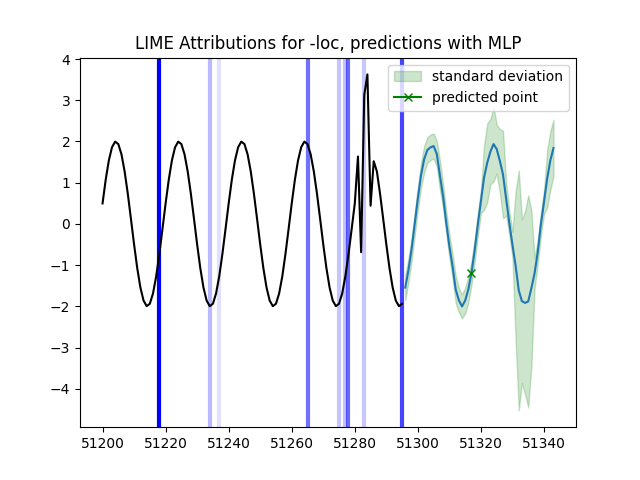 LIME Attributions for -loc, predictions with MLP
standard deviation
predicted point
4
3
2
1
0
−1
−2
−3
−4
51200 51220 51240 51260 51280 51300 51320 51340